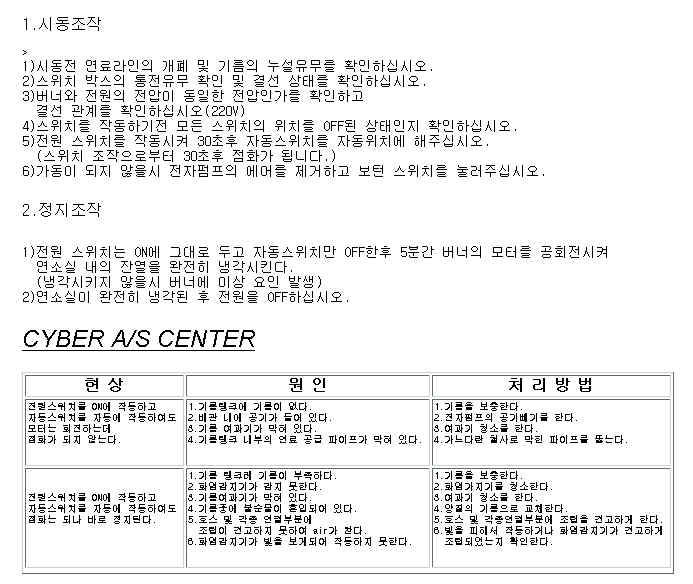 1.시동조작
>
1)시동전 연료라인의 개폐 및 기름의 누설유무를 확인하십시오.
2)스위치 박스의 통전유무 확인 및 결선 상태를 확인하십시오.
3)버너와 전원의 전압이 동일한 전압인가를 확인하고
결선 관계를 확인하십시오(220V)
4)스위치를 작동하기전 모든 스위치의 위치를 OFF된 상태인지 확인하십시오.
5)전원 스위치를 작동시켜 30초후 자동스위치를 자동위치에 해주십시오.
(스위치 조작으로부터 30초후 점화가 됩니다.)
6)가동이 되지 않을시 전자펌프의 에어를 제거하고 보턴 스위치를 눌러주십시오.
2.정지조작
1)전원 스위치는 ON에 그대로 두고 자동스위치만 OFF한후 5분간 버너의 모터를 공회전시켜
연소실 내의 잔열을 완전히 냉각시킨다.
(냉각시키지 않을시 버너에 이상 요인 발생)
2)연소실이 완전히 냉각된 후 전원을 OFF하십시오.
CYBER A/S CENTER
현 상 원 인 처 리 방 법
전원스위치를 ON에 작동하고
자동스위치를 자동에 작동하여도
모터는 회전하는데
점화가 되지 않는다.
1.기름탱크에 기름이 없다.
2.배관 내에 공기가 들어 있다.
3.기름 여과기가 막혀 있다.
4.기름탱크 내부의 연료 공급 파이프가 막혀 있다.
1.기름을 보충한다.
2.전자펌프의 공기빼기를 한다.
3.여과기 청소를 한다.
4.가느다란 철사로 막힌 파이프를 뚫는다.
전원스위치를 ON에 작동하고
자동스위치를 자동에 작동하여도
점화는 되나 바로 정지된다.
1.기름 탱크레 기름이 부족하다.
2.화염감지기가 감지 못한다.
3.기름여과기가 막혀 있다.
4.기름중에 불순물이 혼입되어 있다.
5.호스 및 각종 연결부분에
조립이 견고하지 못하여 air가 찬다.
6.화염감지기가 빛을 보게되어 작동하지 못한다.
1.기름을 보충한다.
2.화염감지기를 청소한다.
3.여과기 청소를 한다.
4.양질의 기름으로 교체한다.
5.호스 및 각종연결부분에 조립을 견고하게 한다.
6.빛을 피해서 작동하거나 화염감지기가 견고하게
조립되었는지 확인한다.